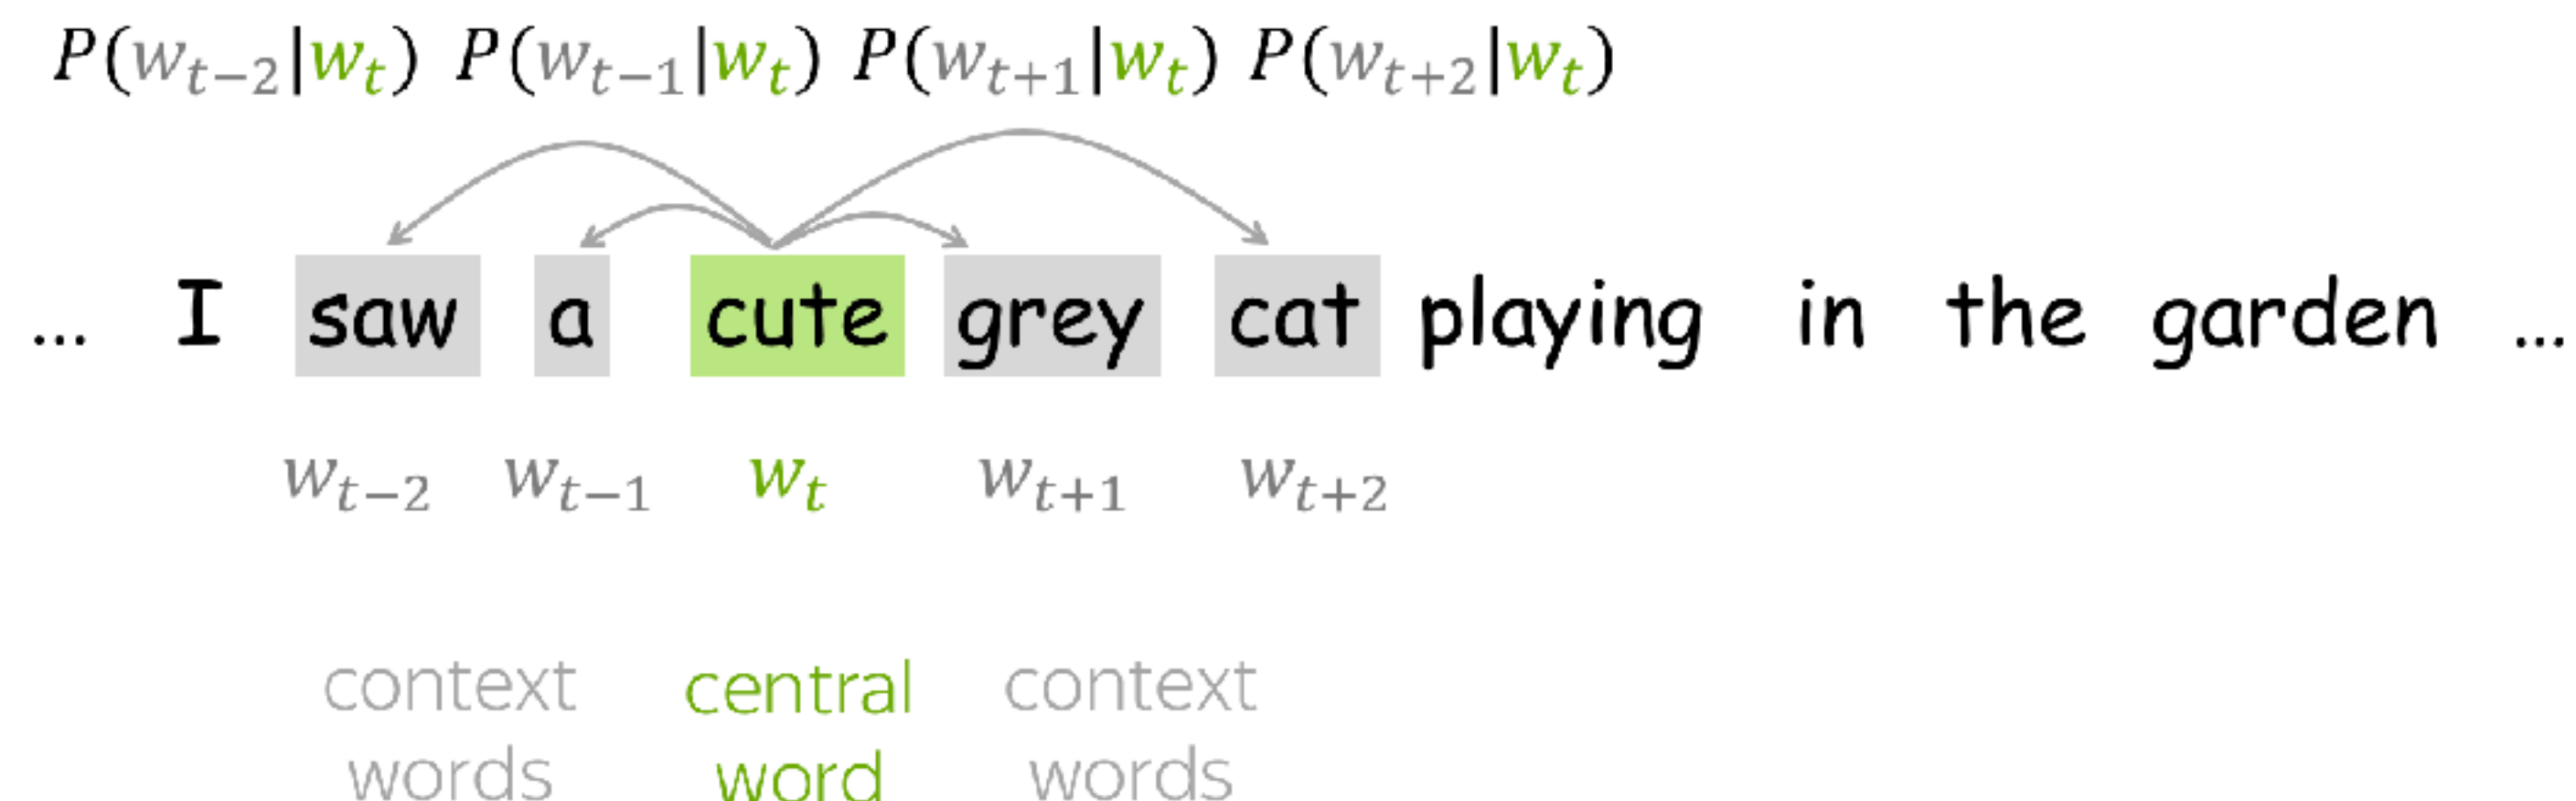 P(w_{t−2}|w_t) P(w_{t−1}|w_t) P(w_{t+1}|w_t) P(w_{t+2}|w_t)
... I saw a cute grey cat playing in the garden ...
w_{t−2} w_{t−1} w_t w_{t+1} w_{t+2}
context central context
words word words